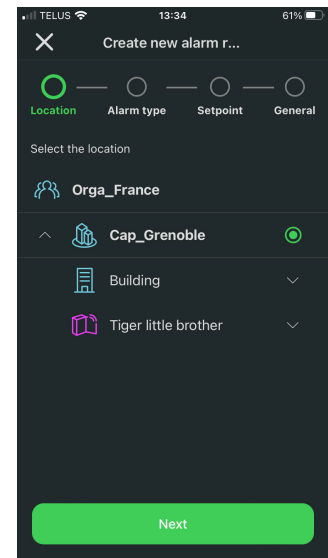 TELUS 13:34 61%
Create new alarm r...
Location Alarm type Setpoint General
Select the location
Orga_France
Cap_Grenoble
Building
Tiger little brother
Next